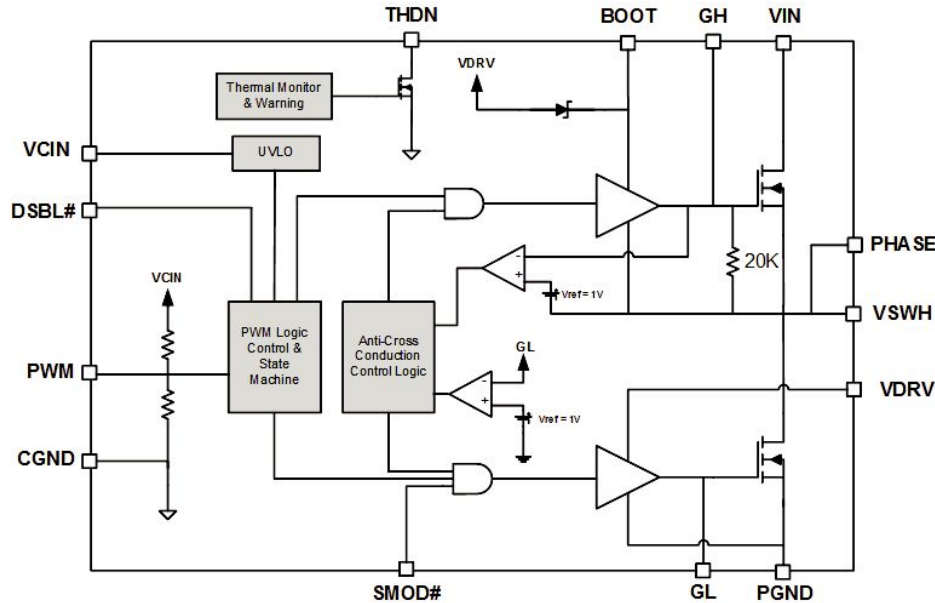 THDN
BOOT
GH
VIN
VDRV
Thermal Monitor
& Warning
VCIN
UVLO
DSBL#
PHASE
20K
VCIN
Vref = 1V
VSWH
PWM Logic
Control &
State
Machine
Anti-Cross
Conduction
Control Logic
GL
PWM
VDRV
Vref = 1V
CGND
SMOD#
GL
PGND